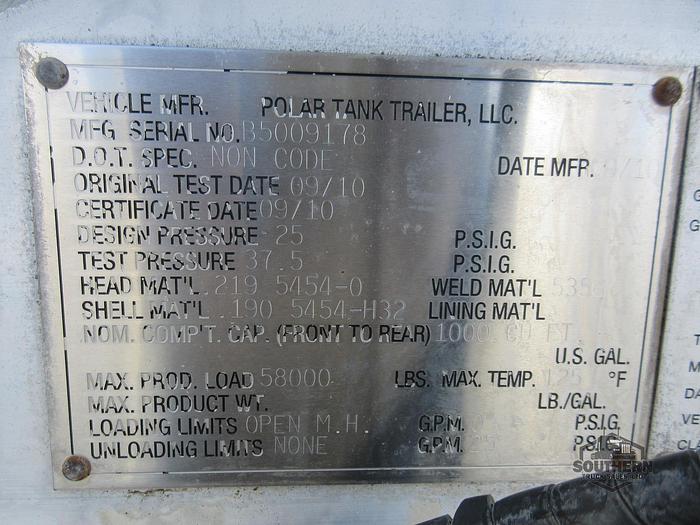 VEHICLE MFR. POLAR TANK TRAILER, LLC.
MFG. SERIAL NO. B5009178
D.O.T. SPEC. NON CODE DATE MFR. 9/10
ORIGINAL TEST DATE 09/10
CERTIFICATE DATE 09/10
DESIGN PRESSURE 25 P.S.I.G.
TEST PRESSURE 37.5 P.S.I.G.
HEAD MAT'L .219 5454-O WELD MAT'L
SHELL MAT'L .190 5454-H32 LINING MAT'L
NOM. COMP'T. CAP. (FRONT TO REAR) 1000 CU FT
U.S. GAL.
MAX. PROD. LOAD 58000 LBS. MAX. TEMP. 125 °F
MAX. PRODUCT WT. LB./GAL.
LOADING LIMITS OPEN M.H. G.P.M. P.S.I.G.
UNLOADING LIMITS NONE G.P.M. P.S.I.G.
SOUTHERN